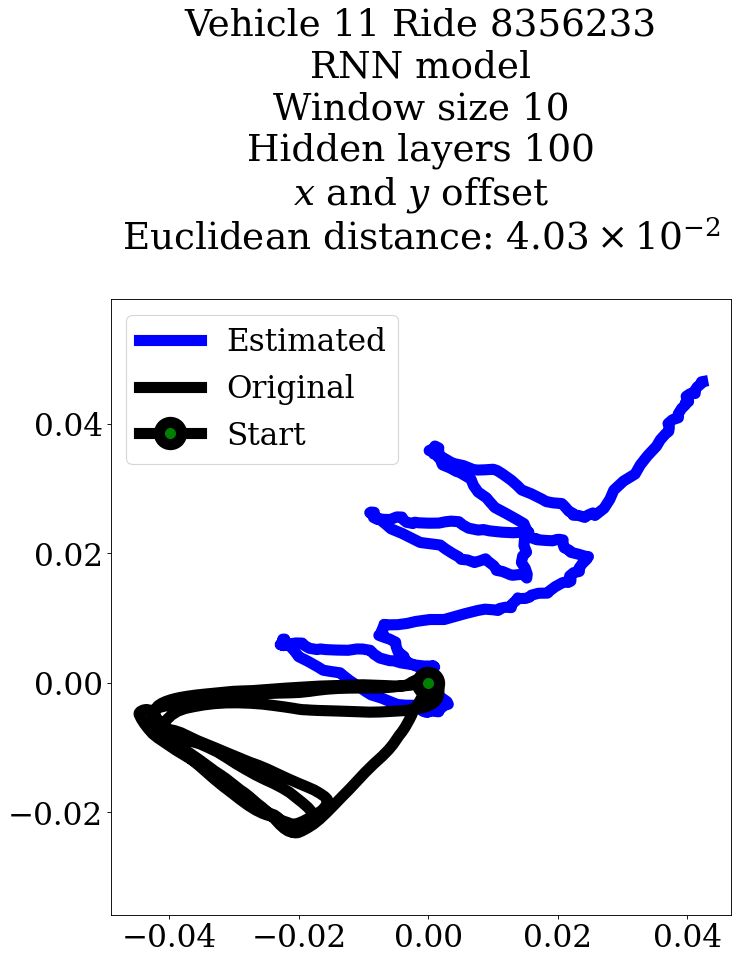 Vehicle 11 Ride 8356233
RNN model
Window size 10
Hidden layers 100
x and y offset
Euclidean distance: 4.03 × 10⁻²
Estimated
Original
Start
0.04
0.02
0.00
−0.02
−0.04 −0.02 0.00 0.02 0.04